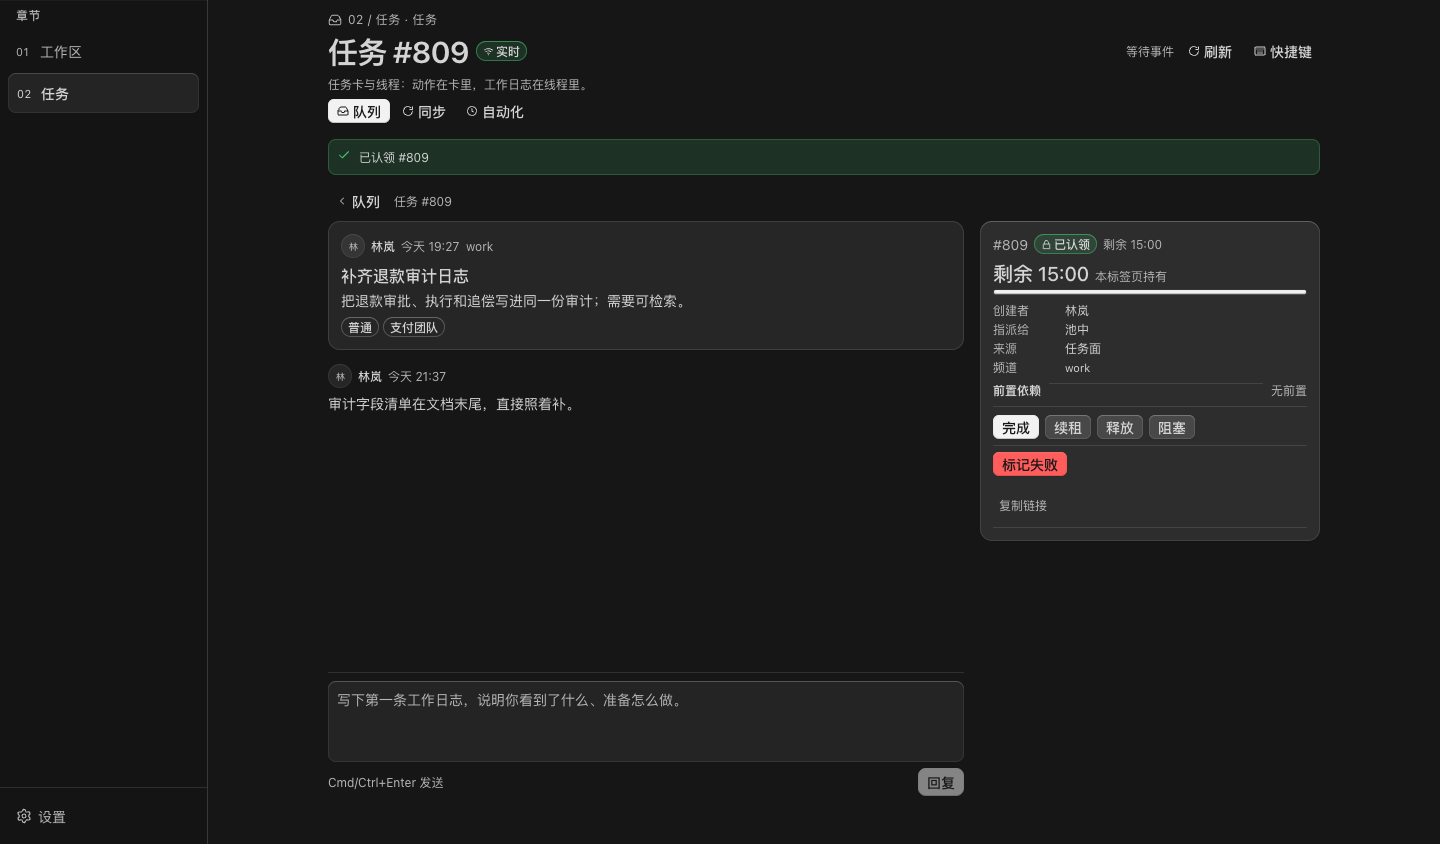 章节
01 工作区
02 任务
设置
02 / 任务 · 任务
任务 #809 实时
等待事件 刷新 快捷键
任务卡与线程：动作在卡里，工作日志在线程里。
队列 同步 自动化
已认领 #809
队列 任务 #809
林 林岚 今天 19:27 work
补齐退款审计日志
把退款审批、执行和追偿写进同一份审计；需要可检索。
普通 支付团队
林 林岚 今天 21:37
审计字段清单在文档末尾，直接照着补。
写下第一条工作日志，说明你看到了什么、准备怎么做。
Cmd/Ctrl+Enter 发送
回复
#809 已认领 剩余 15:00
剩余 15:00 本标签页持有
创建者 林岚
指派给 池中
来源 任务面
频道 work
前置依赖 无前置
完成 续租 释放 阻塞
标记失败
复制链接